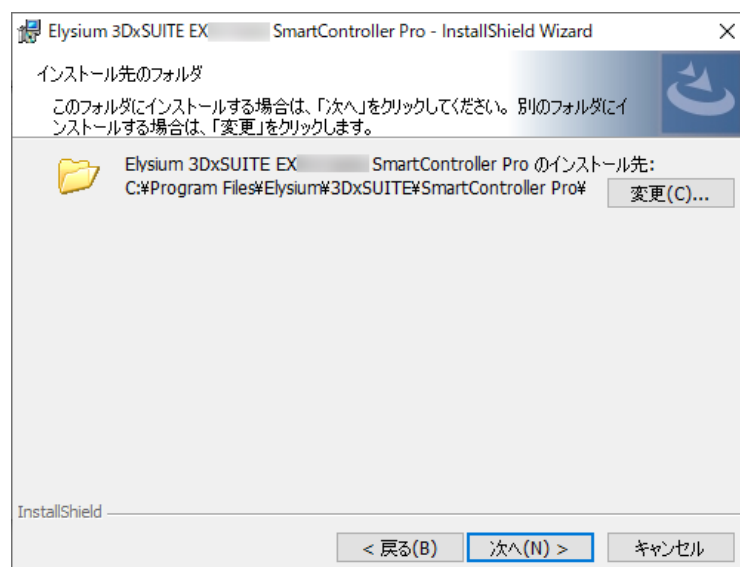 Elysium 3DxSUITE EX SmartController Pro - InstallShield Wizard
インストール先のフォルダ
このフォルダにインストールする場合は、「次へ」をクリックしてください。別のフォルダにイ
ンストールする場合は、「変更」をクリックします。
Elysium 3DxSUITE EX SmartController Pro のインストール先:
C:¥Program Files¥Elysium¥3DxSUITE¥SmartController Pro¥
変更(C)...
InstallShield
< 戻る(B)
次へ(N) >
キャンセル